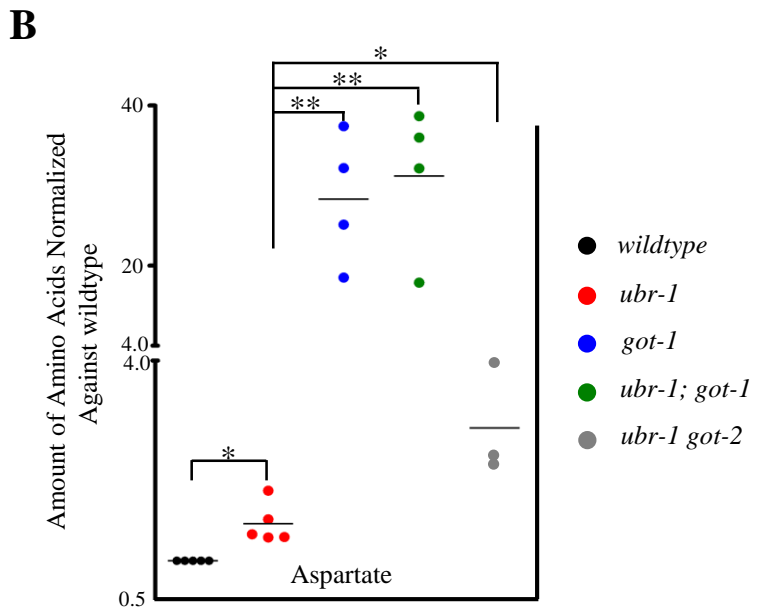 B
*
**
**
40
20
4.0
4.0
*
0.5
Amount of Amino Acids Normalized
Against wildtype
Aspartate
wildtype
ubr-1
got-1
ubr-1; got-1
ubr-1 got-2